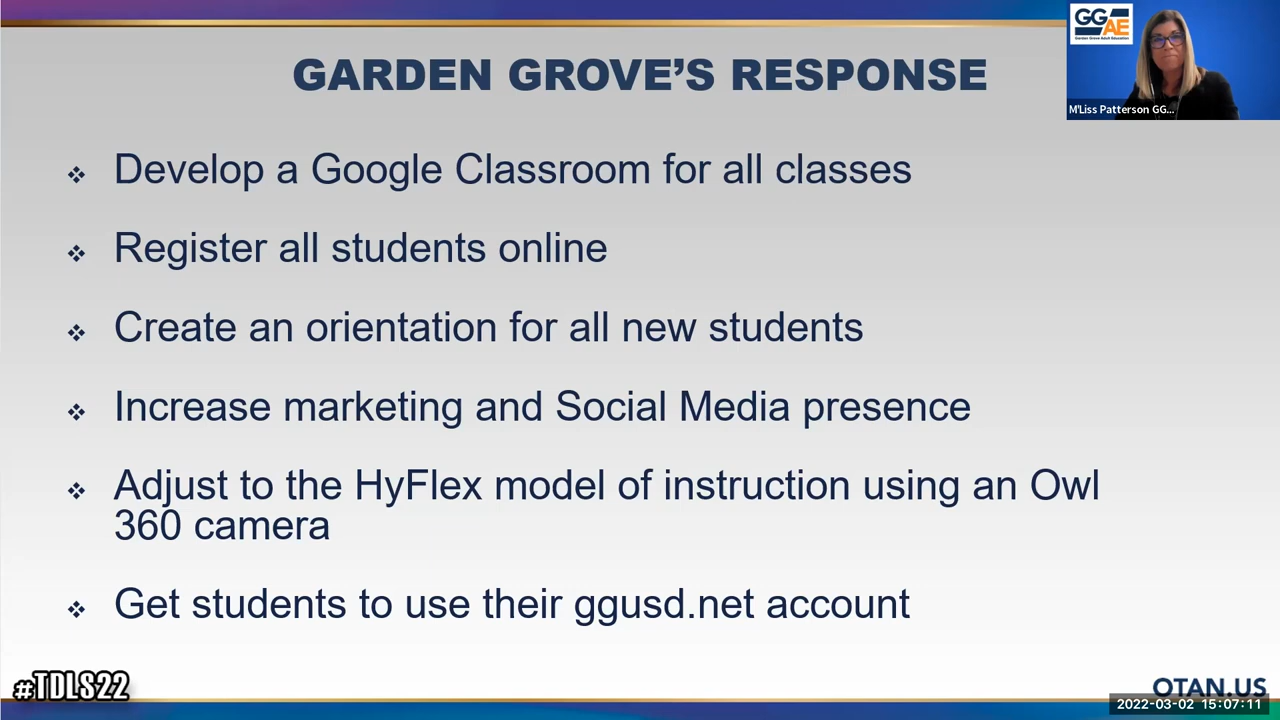 GARDEN GROVE'S RESPONSE
GG
AE
Garden Grove Adult Education
M'Liss Patterson GG...
❖ Develop a Google Classroom for all classes
❖ Register all students online
❖ Create an orientation for all new students
❖ Increase marketing and Social Media presence
❖ Adjust to the HyFlex model of instruction using an Owl
360 camera
❖ Get students to use their ggusd.net account
#TDLS22
OTAN.US
2022-03-02 15:07:11